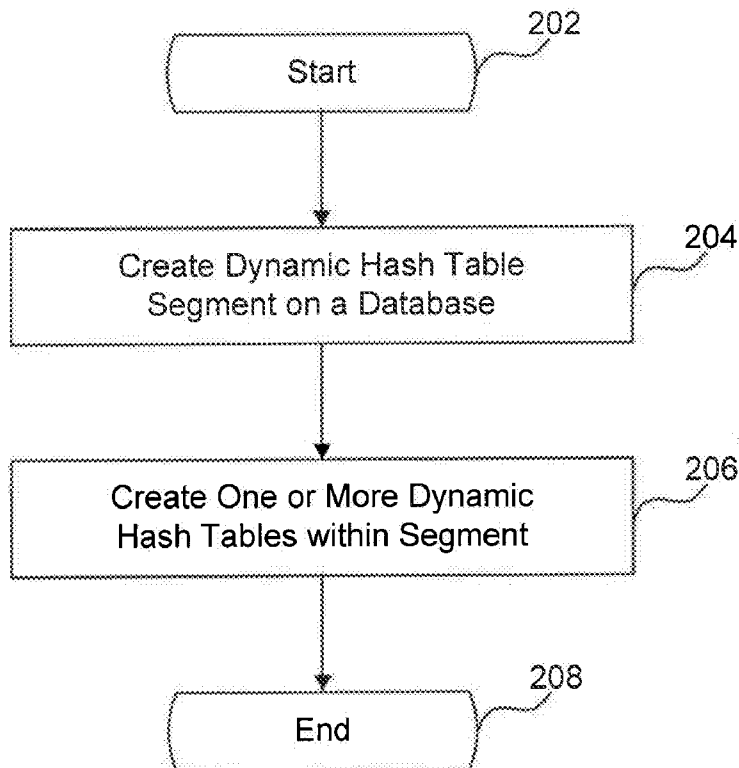 202
Start
204
Create Dynamic Hash Table
Segment on a Database
206
Create One or More Dynamic
Hash Tables within Segment
208
End